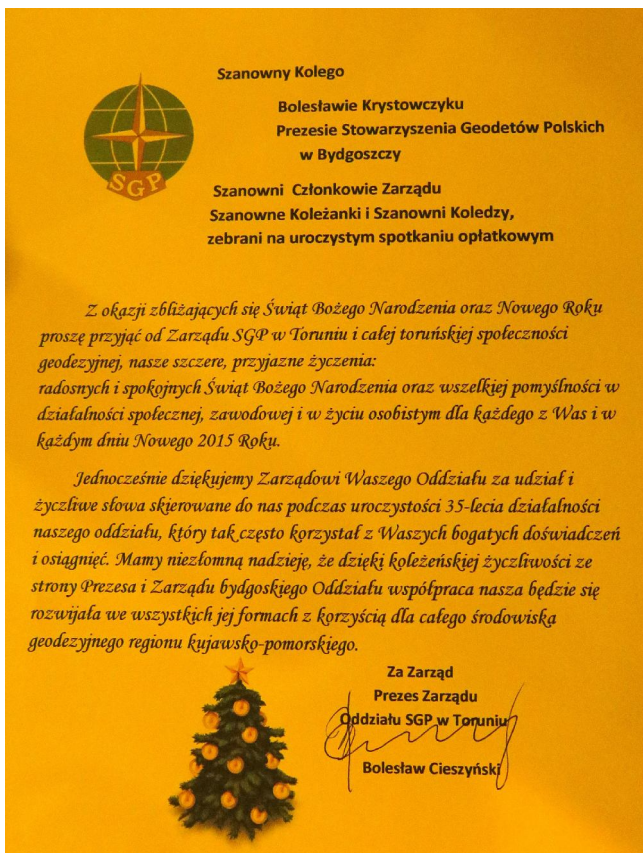 Szanowny Kolego
Bolesławie Krystowczyku
Prezesie Stowarzyszenia Geodetów Polskich
w Bydgoszczy
SGP
Szanowni Członkowie Zarządu
Szanowne Koleżanki i Szanowni Koledzy,
zebrani na uroczystym spotkaniu opłatkowym
Z okazji zbliżających się Świąt Bożego Narodzenia oraz Nowego Roku
proszę przyjąć od Zarządu SGP w Toruniu i całej toruńskiej społeczności
geodezyjnej, nasze szczere, przyjazne życzenia:
radosnych i spokojnych Świąt Bożego Narodzenia oraz wszelkiej pomyślności w
działalności społecznej, zawodowej i w życiu osobistym dla każdego z Was i w
każdym dniu Nowego 2015 Roku.
Jednocześnie dziękujemy Zarządowi Waszego Oddziału za udział i
życzliwe słowa skierowane do nas podczas uroczystości 35-lecia działalności
naszego oddziału, który tak często korzystał z Waszych bogatych doświadczeń
i osiągnięć. Mamy niezłomną nadzieję, że dzięki koleżeńskiej życzliwości ze
strony Prezesa i Zarządu bydgoskiego Oddziału współpraca nasza będzie się
rozwijała we wszystkich jej formach z korzyścią dla całego środowiska
geodezyjnego regionu kujawsko-pomorskiego.
Za Zarząd
Prezes Zarządu
Oddziału SGP w Toruniu
Bolesław Cieszyński